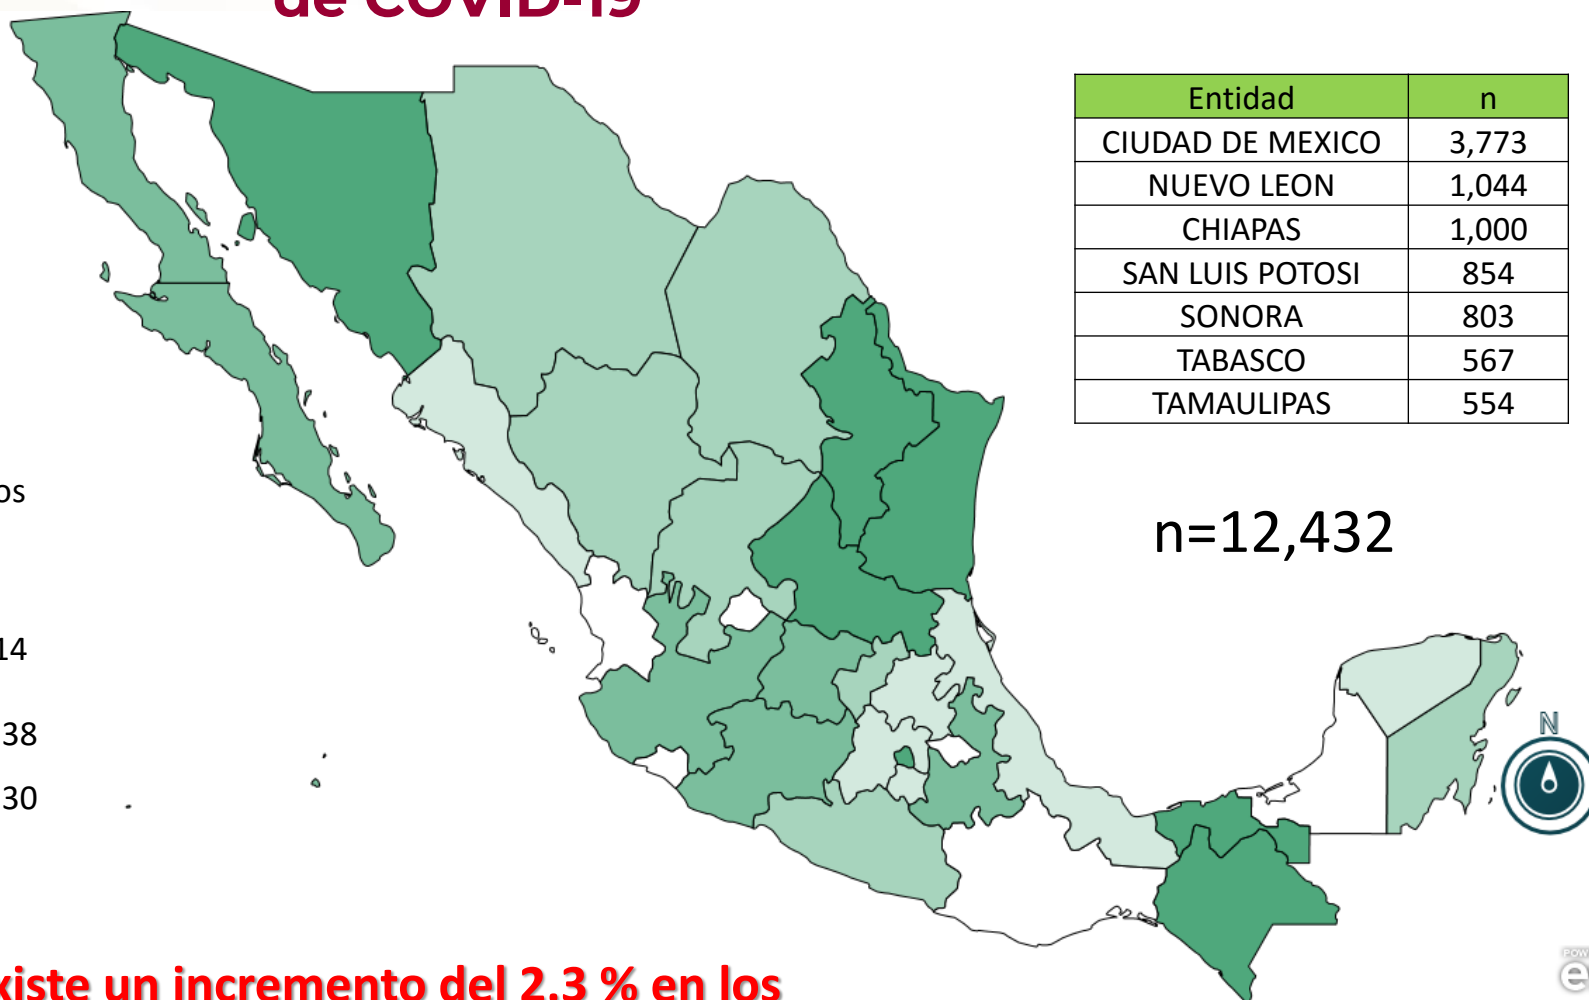 de COVID-19
Entidad n
CIUDAD DE MEXICO 3,773
NUEVO LEON 1,044
CHIAPAS 1,000
SAN LUIS POTOSI 854
SONORA 803
TABASCO 567
TAMAULIPAS 554
os
n=12,432
14
N
38
30
xiste un incremento del 2.3 % en los